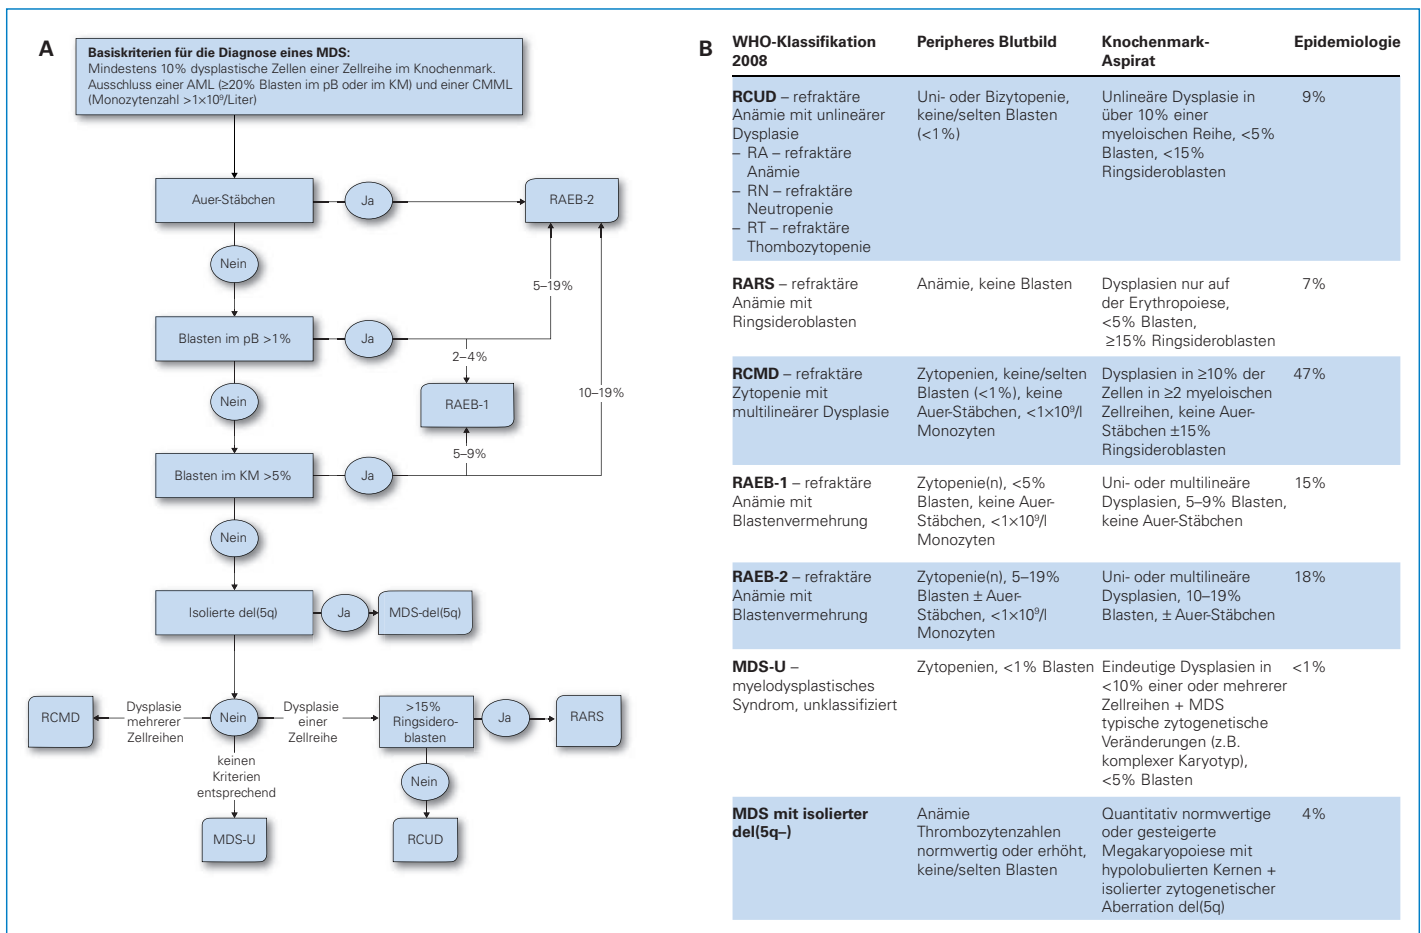 A
Basiskriterien für die Diagnose eines MDS:
Mindestens 10% dysplastische Zellen einer Zellreihe im Knochenmark.
Ausschluss einer AML (≥20% Blasten im pB oder im KM) und einer CMML
(Monozytenzahl >1×10⁹/Liter)
Auer-Stäbchen
Ja
RAEB-2
Nein
5–19%
Blasten im pB >1%
Ja
2–4%
10–19%
Nein
RAEB-1
5–9%
Blasten im KM >5%
Ja
Nein
Isolierte del(5q)
Ja
MDS-del(5q)
RCMD
Dysplasie
mehrerer
Zellreihen
Nein
Dysplasie
einer
Zellreihe
>15%
Ringsidero-
blasten
Ja
RARS
keinen
Kriterien
entsprechend
Nein
MDS-U
RCUD
B
WHO-Klassifikation
2008
Peripheres Blutbild
Knochenmark-
Aspirat
Epidemiologie
RCUD – refraktäre
Anämie mit unlineärer
Dysplasie
– RA – refraktäre
Anämie
– RN – refraktäre
Neutropenie
– RT – refraktäre
Thombozytopenie
Uni- oder Bizytopenie,
keine/selten Blasten
(<1%)
Unlineäre Dysplasie in
über 10% einer
myeloischen Reihe, <5%
Blasten, <15%
Ringsideroblasten
9%
RARS – refraktäre
Anämie mit
Ringsideroblasten
Anämie, keine Blasten
Dysplasien nur auf
der Erythropoiese,
<5% Blasten,
≥15% Ringsideroblasten
7%
RCMD – refraktäre
Zytopenie mit
multilineärer Dysplasie
Zytopenien, keine/selten
Blasten (<1%), keine
Auer-Stäbchen, <1×10⁹/l
Monozyten
Dysplasien in ≥10% der
Zellen in ≥2 myeloischen
Zellreihen, keine Auer-
Stäbchen ±15%
Ringsideroblasten
47%
RAEB-1 – refraktäre
Anämie mit
Blastenvermehrung
Zytopenie(n), <5%
Blasten, keine Auer-
Stäbchen, <1×10⁹/l
Monozyten
Uni- oder multilineäre
Dysplasien, 5–9% Blasten,
keine Auer-Stäbchen
15%
RAEB-2 – refraktäre
Anämie mit
Blastenvermehrung
Zytopenie(n), 5–19%
Blasten ± Auer-
Stäbchen, <1×10⁹/l
Monozyten
Uni- oder multilineäre
Dysplasien, 10–19%
Blasten, ± Auer-Stäbchen
18%
MDS-U –
myelodysplastisches
Syndrom, unklassifiziert
Zytopenien, <1% Blasten
Eindeutige Dysplasien in
<10% einer oder mehrerer
Zellreihen + MDS
typische zytogenetische
Veränderungen (z.B.
komplexer Karyotyp),
<5% Blasten
<1%
MDS mit isolierter
del(5q–)
Anämie
Thrombozytenzahlen
normwertig oder erhöht,
keine/selten Blasten
Quantitativ normwertige
oder gesteigerte
Megakaryopoiese mit
hypolobulierten Kernen +
isolierter zytogenetischer
Aberration del(5q)
4%